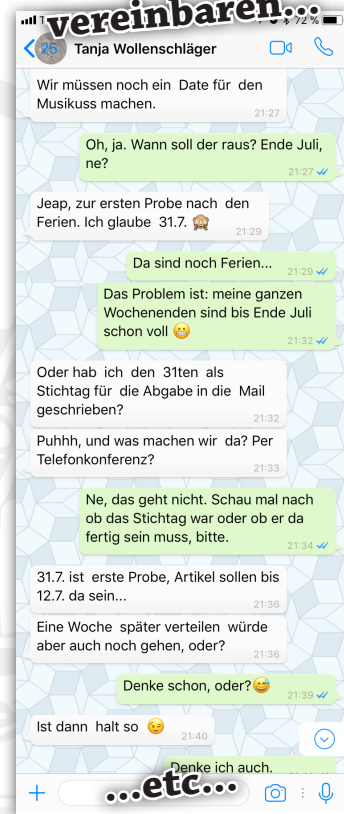 vereinbaren...
72 %
26
Tanja Wollenschläger
Wir müssen noch ein Date für den
Musikuss machen.
21:27
Oh, ja. Wann soll der raus? Ende Juli,
ne?
21:27
Jeap, zur ersten Probe nach den
Ferien. Ich glaube 31.7. 🙈
21:29
Da sind noch Ferien...
21:29
Das Problem ist: meine ganzen
Wochenenden sind bis Ende Juli
schon voll 😬
21:32
Oder hab ich den 31ten als
Stichtag für die Abgabe in die Mail
geschrieben?
21:32
Puhhh, und was machen wir da? Per
Telefonkonferenz?
21:33
Ne, das geht nicht. Schau mal nach
ob das Stichtag war oder ob er da
fertig sein muss, bitte.
21:34
31.7. ist erste Probe, Artikel sollen bis
12.7. da sein...
21:36
Eine Woche später verteilen würde
aber auch noch gehen, oder?
21:36
Denke schon, oder?😅
21:39
Ist dann halt so 😉
21:40
Denke ich auch.
...etc...